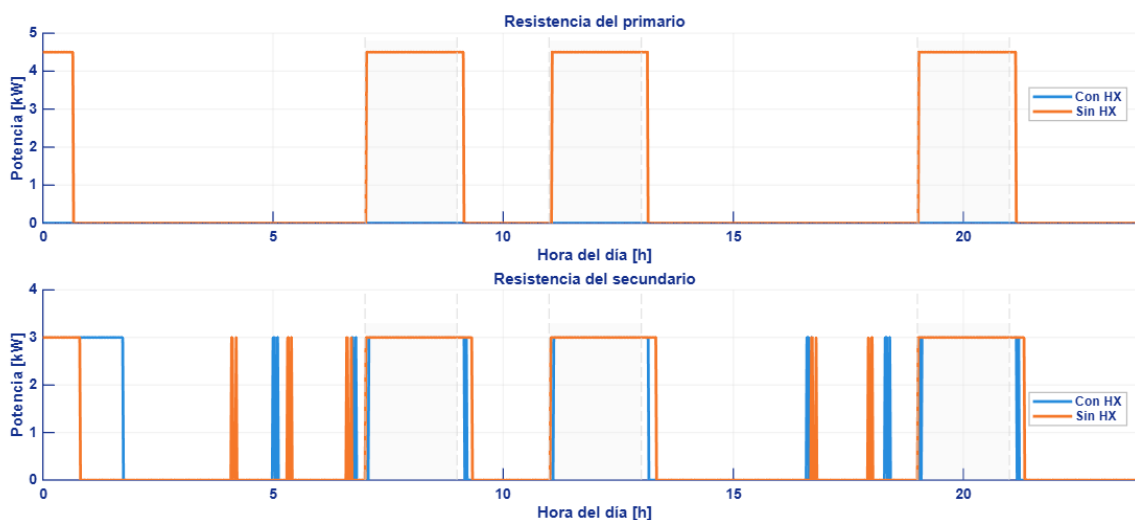 Resistencia del primario
Potencia [kW]
5
4
3
2
1
0
0
5
10
15
20
Hora del día [h]
Con HX
Sin HX
Resistencia del secundario
Potencia [kW]
4
3
2
1
0
0
5
10
15
20
Hora del día [h]
Con HX
Sin HX